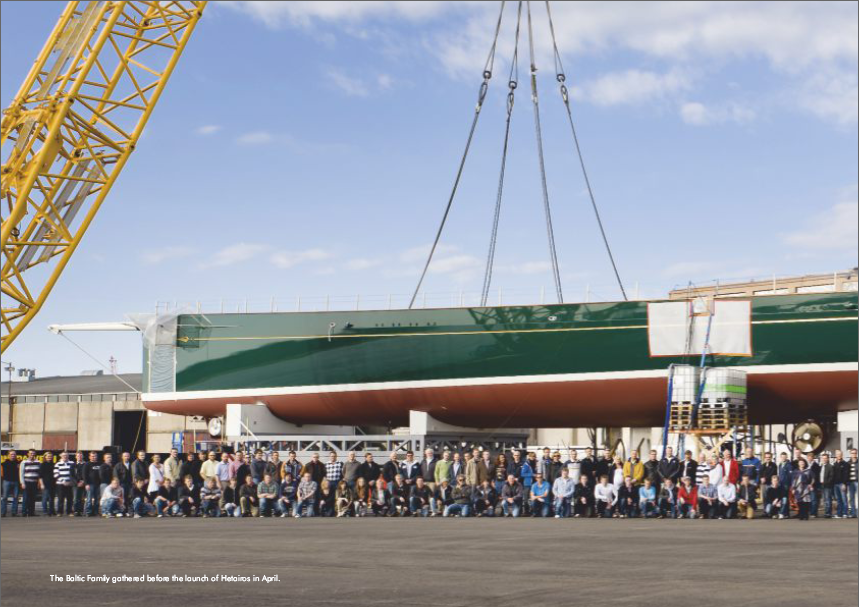 The Baltic Family gathered before the launch of Hetairos in April.